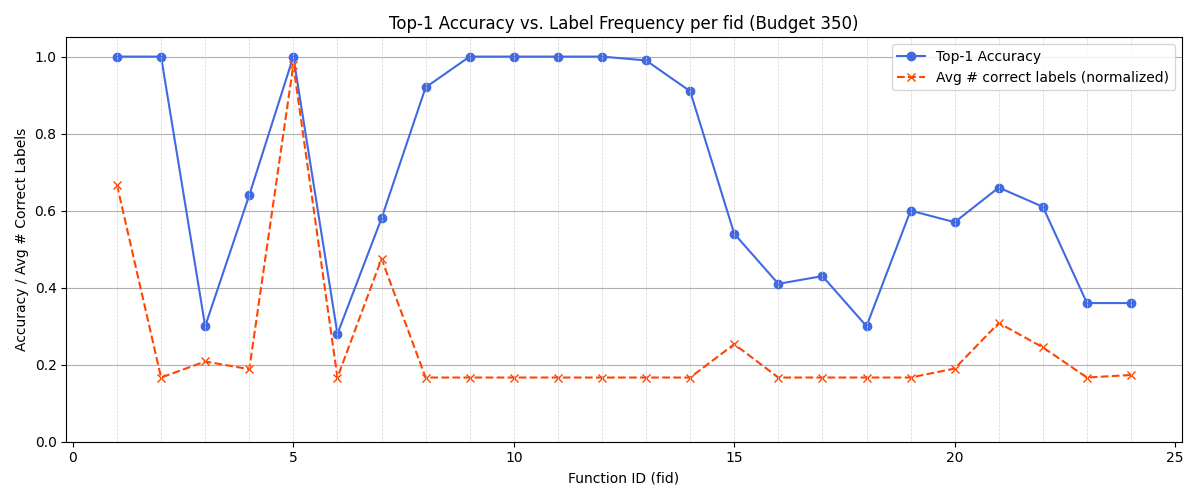 Top-1 Accuracy vs. Label Frequency per fid (Budget 350)
Top-1 Accuracy
Avg # correct labels (normalized)
Accuracy / Avg # Correct Labels
1.0
0.8
0.6
0.4
0.2
0.0
0 5 10 15 20 25
Function ID (fid)